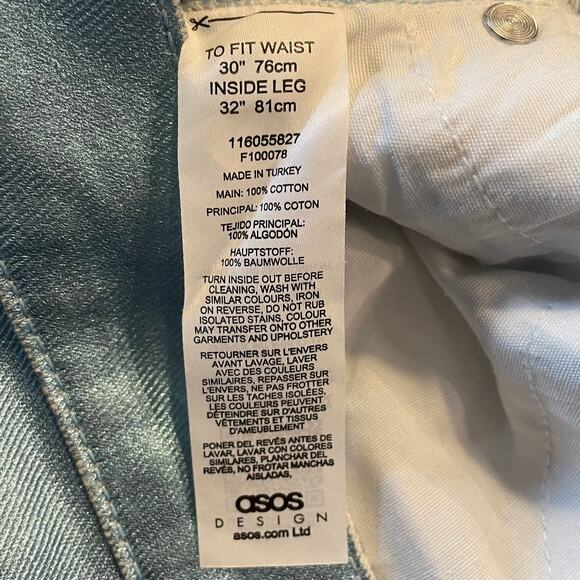 TO FIT WAIST
30" 76cm
INSIDE LEG
32" 81cm
116055827
F100078
MADE IN TURKEY
MAIN: 100% COTTON
PRINCIPAL: 100% COTON
TEJIDO PRINCIPAL:
100% ALGODÓN
HAUPTSTOFF:
100% BAUMWOLLE
TURN INSIDE OUT BEFORE
CLEANING, WASH WITH
SIMILAR COLOURS, IRON
ON REVERSE, DO NOT RUB
ISOLATED STAINS, COLOUR
MAY TRANSFER ONTO OTHER
GARMENTS AND UPHOLSTERY
RETOURNER SUR L'ENVERS
AVANT LAVAGE, LAVER
AVEC DES COULEURS
SIMILAIRES, REPASSER SUR
L'ENVERS, NE PAS FROTTER
SUR LES TACHES ISOLÉES,
LES COULEURS PEUVENT
DÉTEINDRE SUR D'AUTRES
VÊTEMENTS ET TISSUS
D'AMEUBLEMENT
PONER DEL REVÉS ANTES DE
LAVAR, LAVAR CON COLORES
SIMILARES, PLANCHAR DEL
REVÉS, NO FROTAR MANCHAS
AISLADAS,
asos
DESIGN
asos.com Ltd